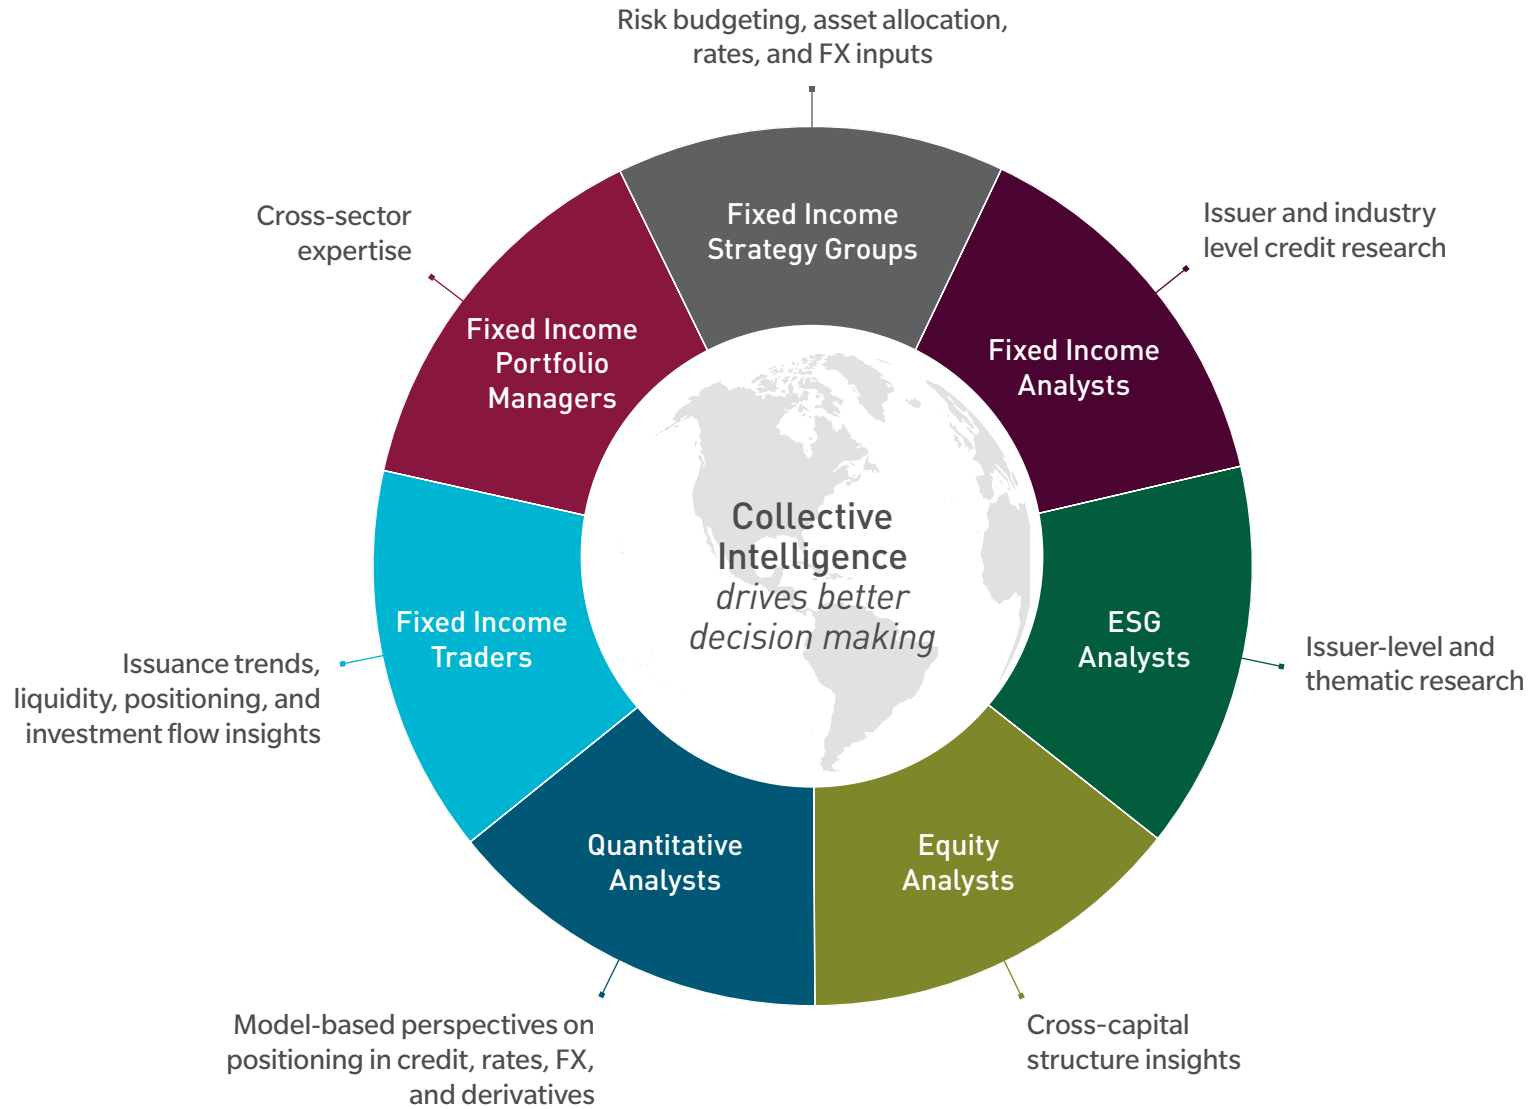 Risk budgeting, asset allocation,
rates, and FX inputs
Fixed Income
Strategy Groups
Issuer and industry
level credit research
Fixed Income
Analysts
Issuer-level and
thematic research
ESG
Analysts
Cross-capital
structure insights
Equity
Analysts
Model-based perspectives on
positioning in credit, rates, FX,
and derivatives
Quantitative
Analysts
Issuance trends,
liquidity, positioning, and
investment flow insights
Fixed Income
Traders
Cross-sector
expertise
Fixed Income
Portfolio
Managers
Collective
Intelligence
drives better
decision making